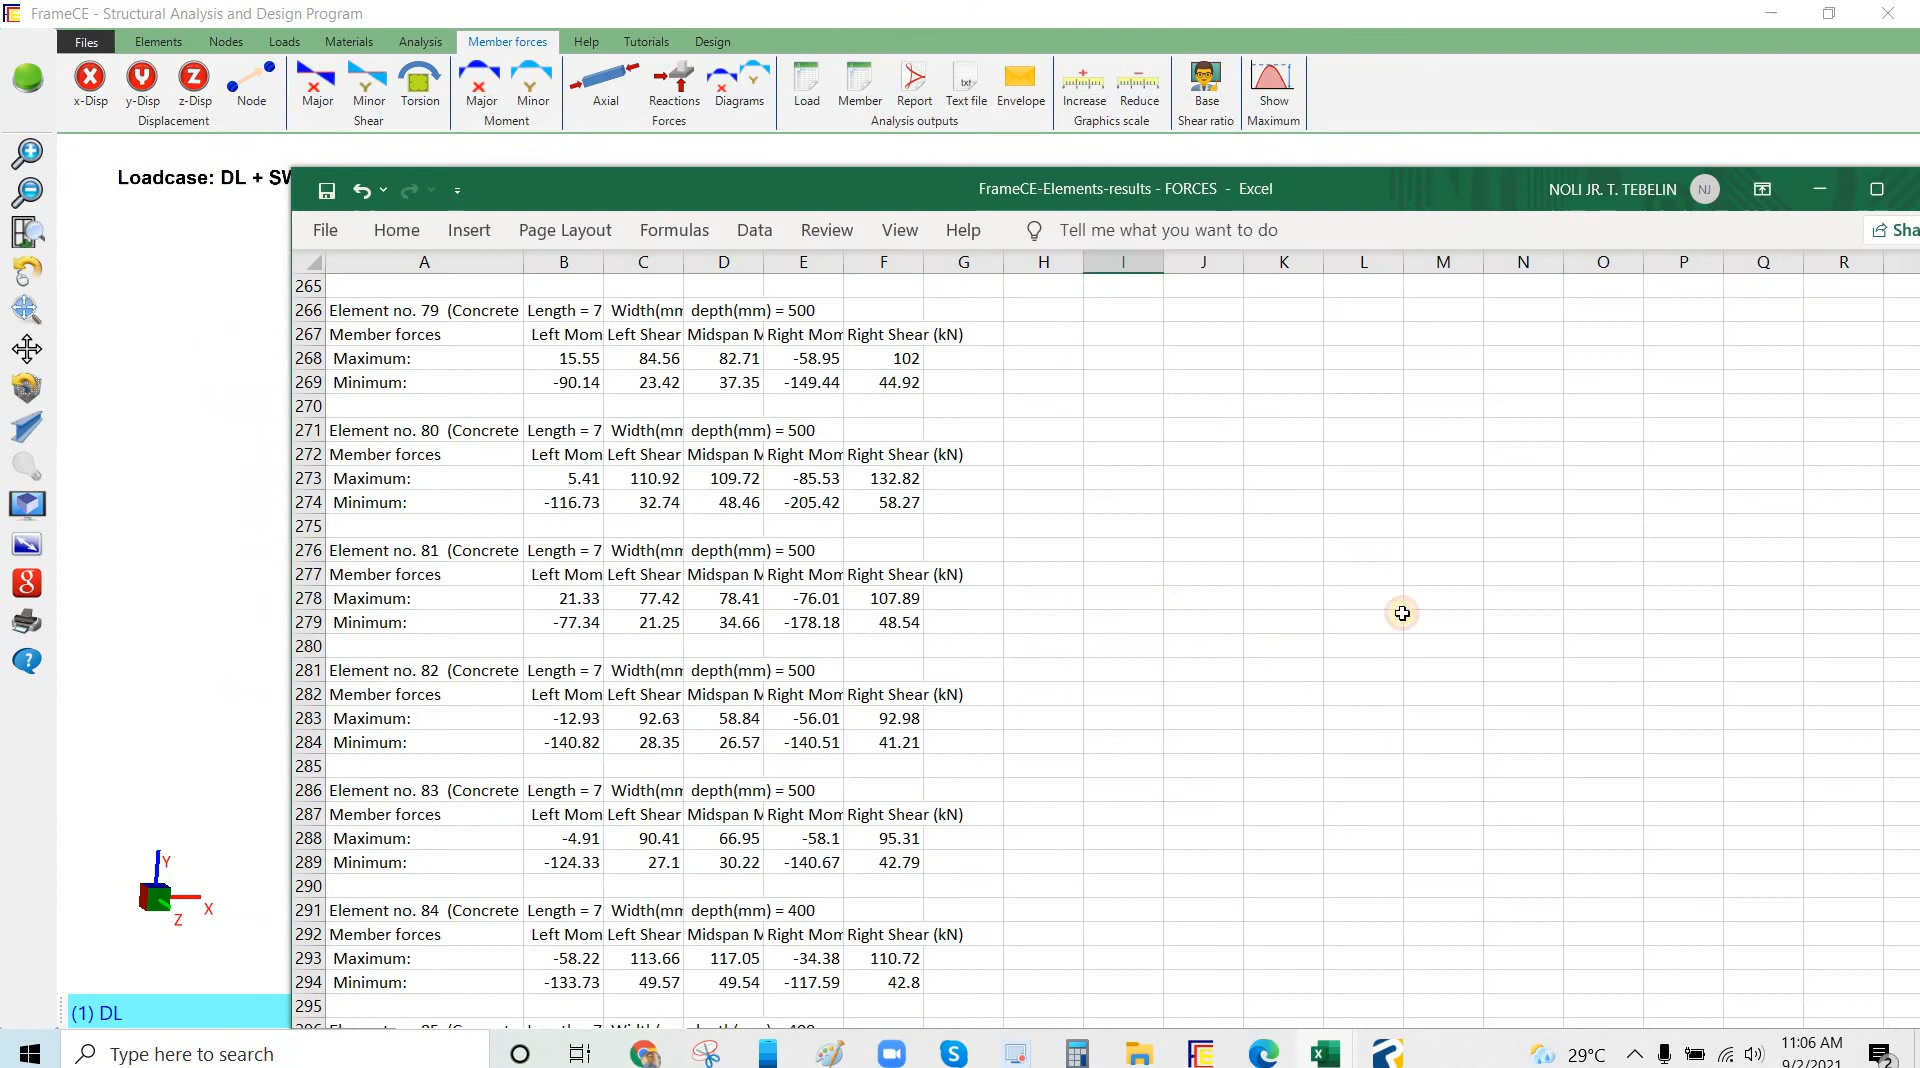 FrameCE - Structural Analysis and Design Program
Files Elements Nodes Loads Materials Analysis Member forces Help Tutorials Design
x-Disp y-Disp z-Disp Node Major Minor Torsion Major Minor Axial Reactions Diagrams Load Member Report Text file Envelope Increase Reduce Base Show
Displacement Shear Moment Forces Analysis outputs Graphics scale Shear ratio Maximum
Loadcase: DL + SW
FrameCE-Elements-results - FORCES - Excel NOLI JR. T. TEBELIN NJ
File Home Insert Page Layout Formulas Data Review View Help Tell me what you want to do Sha
A B C D E F G H I J K L M N O P Q R
265
266 Element no. 79 (Concrete Length = 7 Width(mm depth(mm) = 500
267 Member forces Left Mom Left Shear Midspan M Right Mom Right Shear (kN)
268 Maximum: 15.55 84.56 82.71 -58.95 102
269 Minimum: -90.14 23.42 37.35 -149.44 44.92
270
271 Element no. 80 (Concrete Length = 7 Width(mm depth(mm) = 500
272 Member forces Left Mom Left Shear Midspan M Right Mom Right Shear (kN)
273 Maximum: 5.41 110.92 109.72 -85.53 132.82
274 Minimum: -116.73 32.74 48.46 -205.42 58.27
275
276 Element no. 81 (Concrete Length = 7 Width(mm depth(mm) = 500
277 Member forces Left Mom Left Shear Midspan M Right Mom Right Shear (kN)
278 Maximum: 21.33 77.42 78.41 -76.01 107.89
279 Minimum: -77.34 21.25 34.66 -178.18 48.54
280
281 Element no. 82 (Concrete Length = 7 Width(mm depth(mm) = 500
282 Member forces Left Mom Left Shear Midspan M Right Mom Right Shear (kN)
283 Maximum: -12.93 92.63 58.84 -56.01 92.98
284 Minimum: -140.82 28.35 26.57 -140.51 41.21
285
286 Element no. 83 (Concrete Length = 7 Width(mm depth(mm) = 500
287 Member forces Left Mom Left Shear Midspan M Right Mom Right Shear (kN)
288 Maximum: -4.91 90.41 66.95 -58.1 95.31
289 Minimum: -124.33 27.1 30.22 -140.67 42.79
290
291 Element no. 84 (Concrete Length = 7 Width(mm depth(mm) = 400
292 Member forces Left Mom Left Shear Midspan M Right Mom Right Shear (kN)
293 Maximum: -58.22 113.66 117.05 -34.38 110.72
294 Minimum: -133.73 49.57 49.54 -117.59 42.8
295
Y
X
Z
(1) DL
Type here to search
29°C
11:06 AM
9/2/2021
2